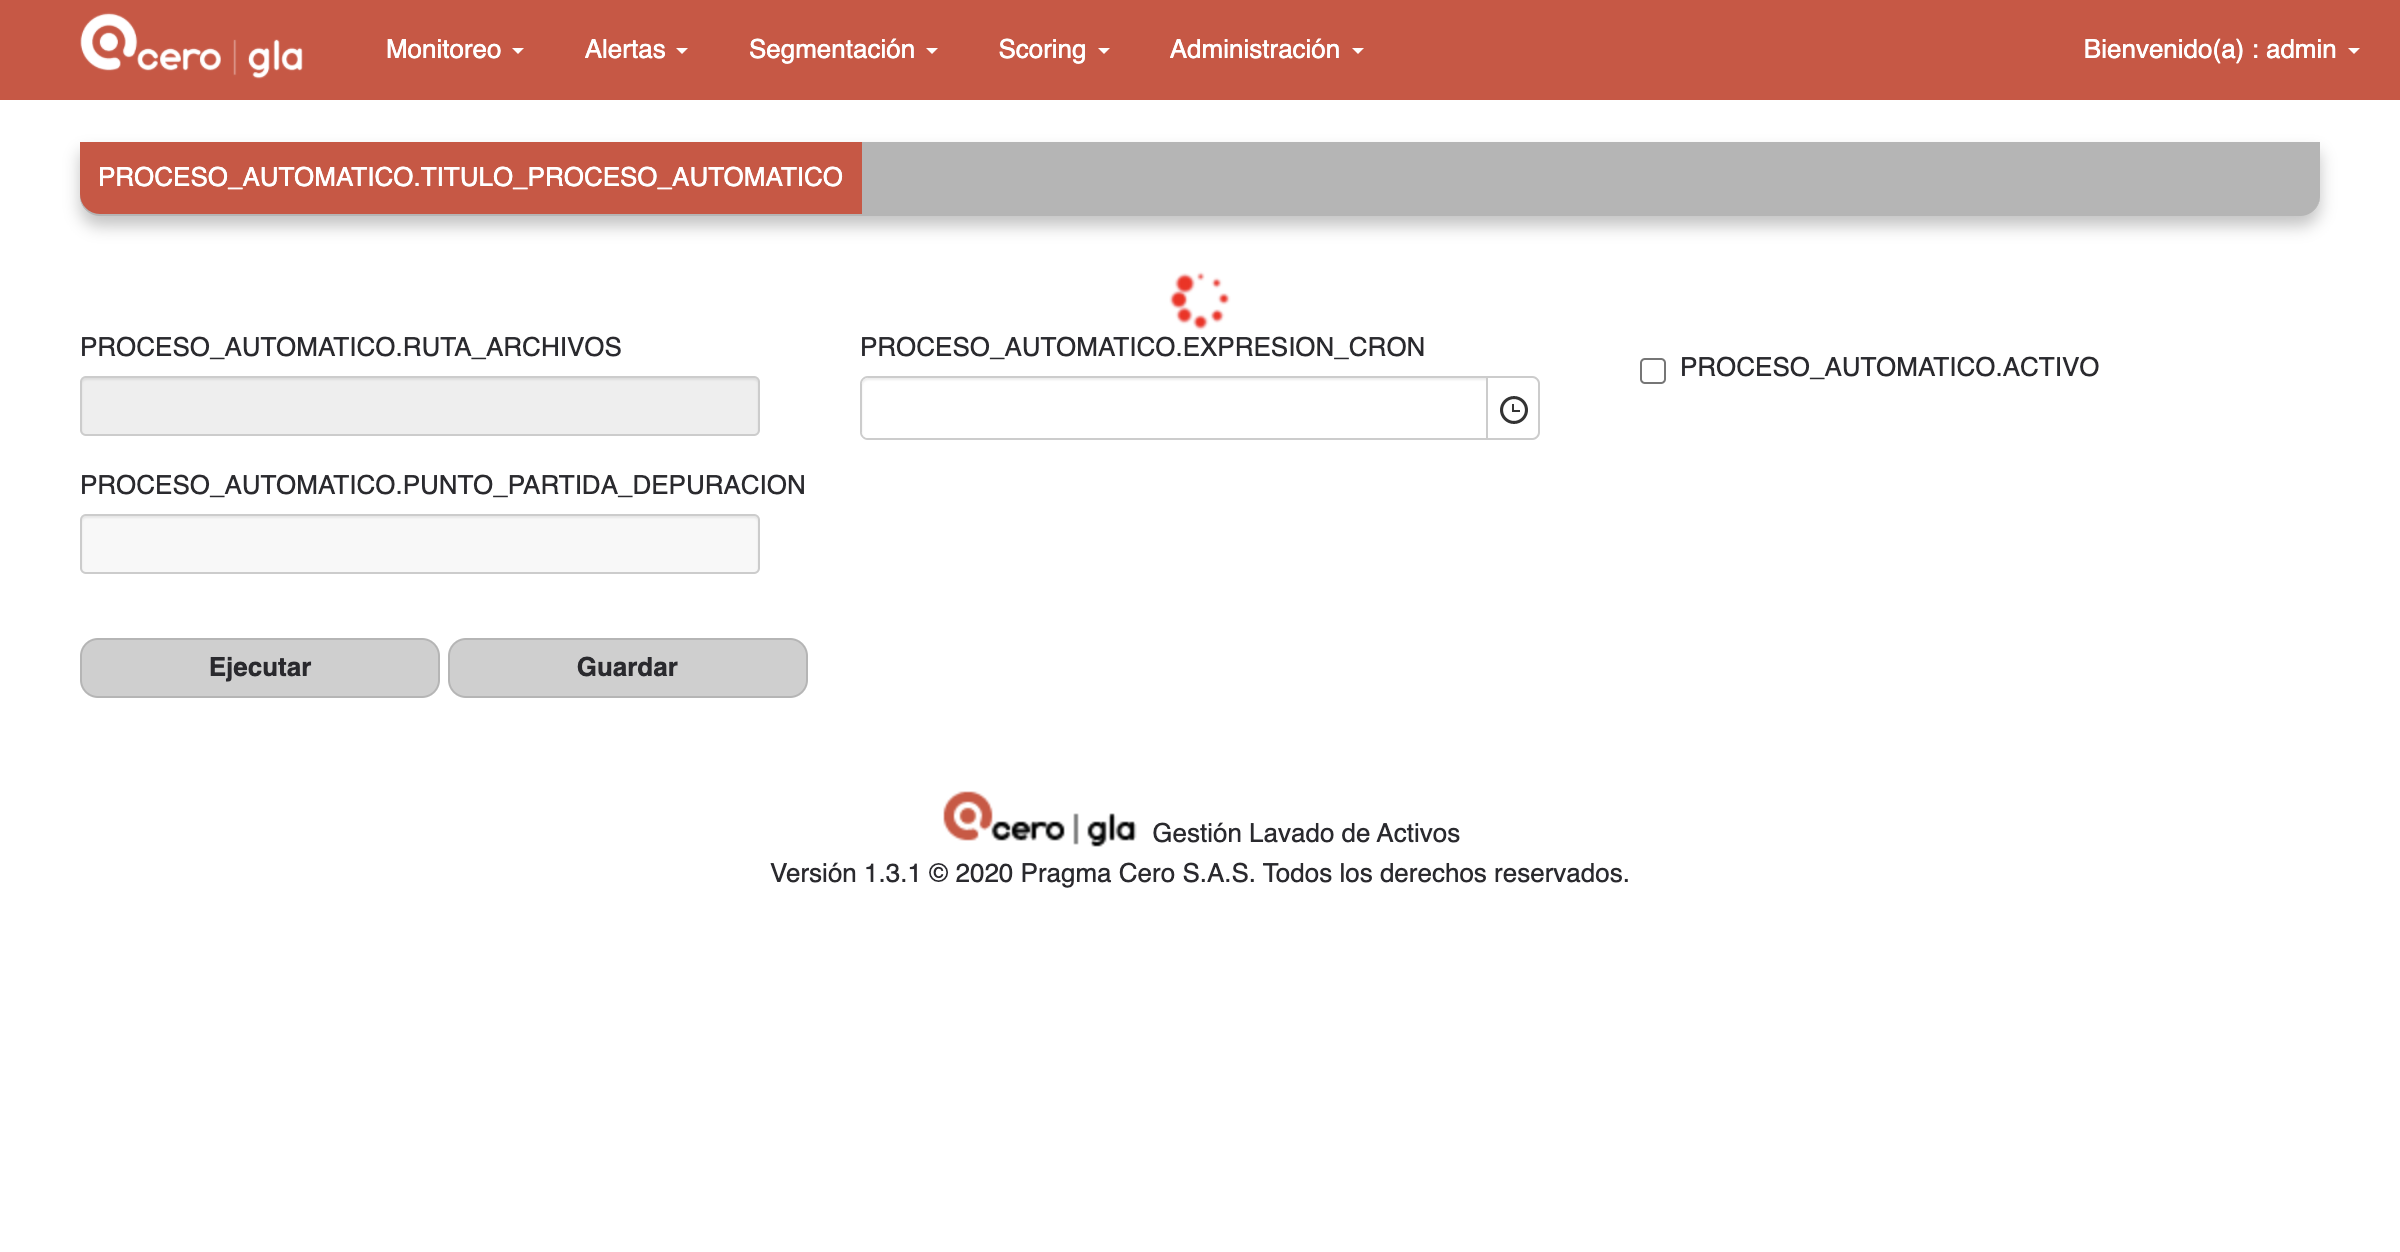 cero | gla Monitoreo Alertas Segmentación Scoring Administración Bienvenido(a) : admin
PROCESO_AUTOMATICO.TITULO_PROCESO_AUTOMATICO
PROCESO_AUTOMATICO.RUTA_ARCHIVOS PROCESO_AUTOMATICO.EXPRESION_CRON PROCESO_AUTOMATICO.ACTIVO
PROCESO_AUTOMATICO.PUNTO_PARTIDA_DEPURACION
Ejecutar Guardar
cero | gla Gestión Lavado de Activos
Versión 1.3.1 © 2020 Pragma Cero S.A.S. Todos los derechos reservados.